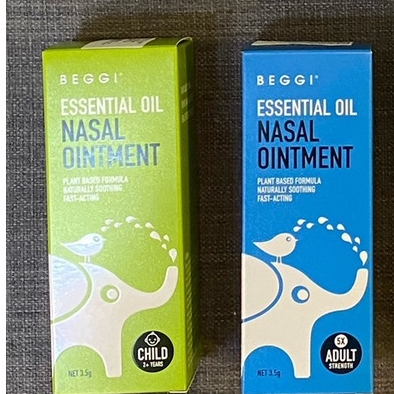 BEGGI®
ESSENTIAL OIL
NASAL
OINTMENT
PLANT BASED FORMULA
NATURALLY SOOTHING
FAST-ACTING
CHILD
2+ YEARS
NET 3.5g
BEGGI®
ESSENTIAL OIL
NASAL
OINTMENT
PLANT BASED FORMULA
NATURALLY SOOTHING
FAST-ACTING
5X
ADULT
STRENGTH
NET 3.5g